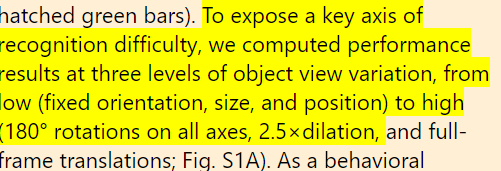 hatched green bars). To expose a key axis of
recognition difficulty, we computed performance
results at three levels of object view variation, from
low (fixed orientation, size, and position) to high
(180° rotations on all axes, 2.5×dilation, and full-
frame translations; Fig. S1A). As a behavioral